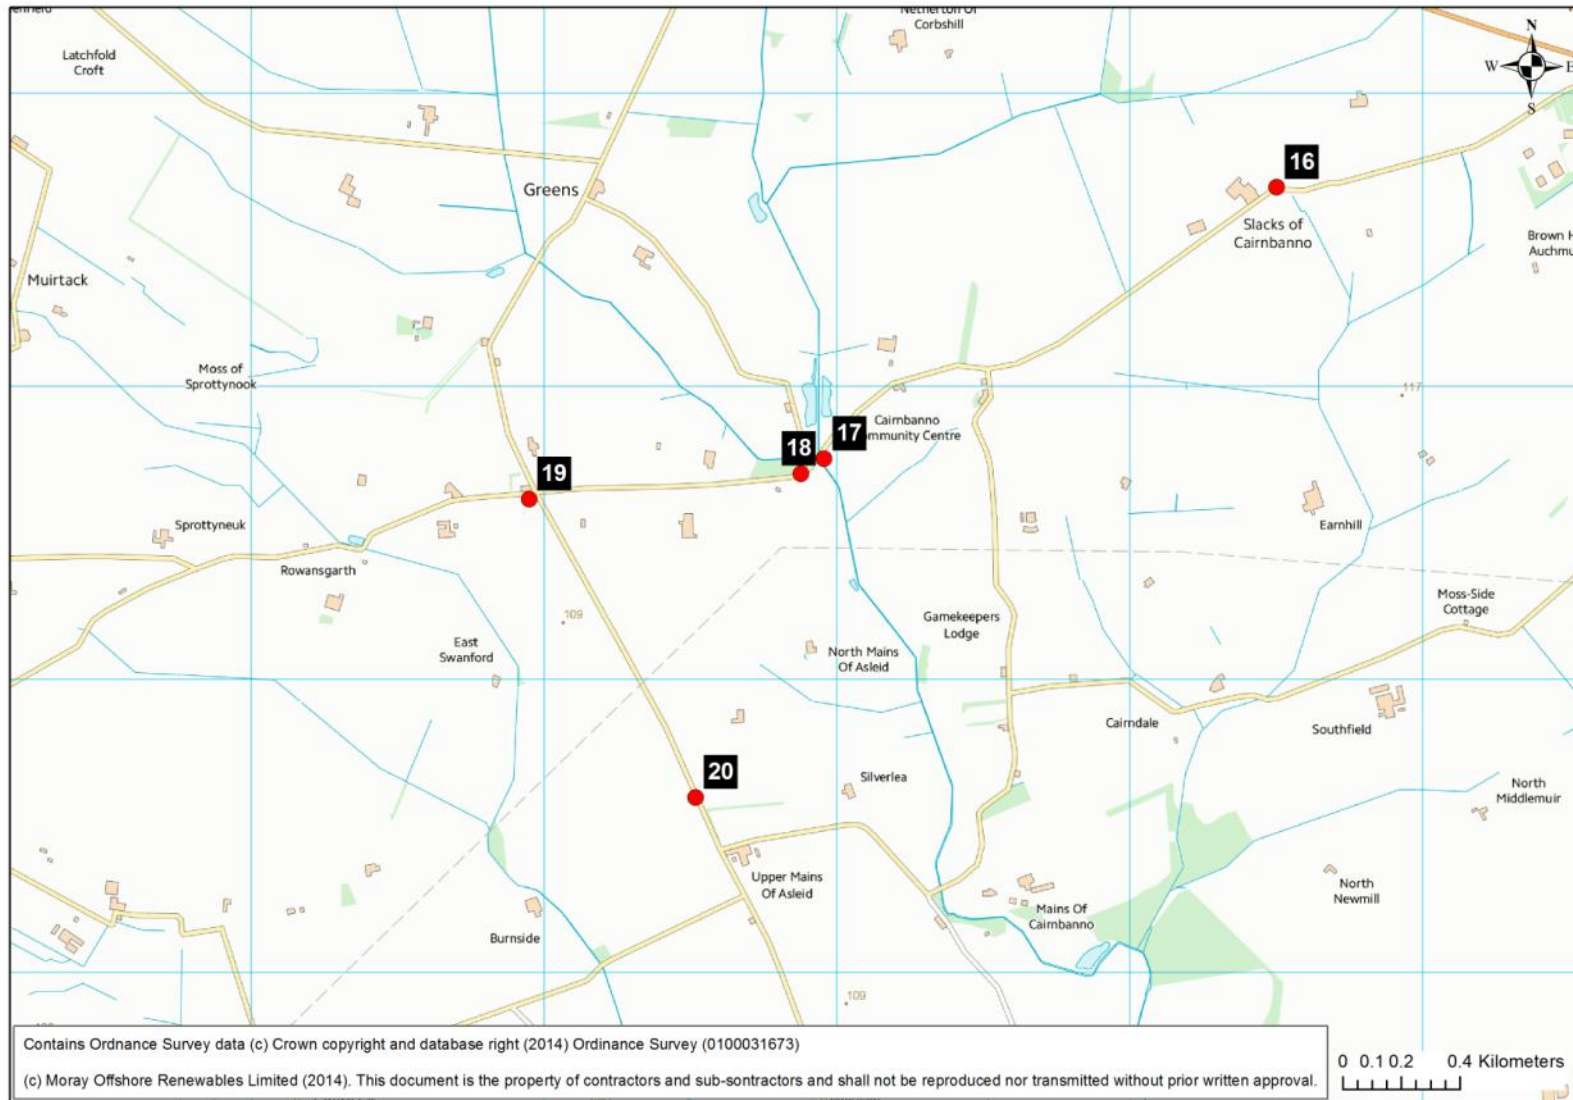 Netherton Of
Corbshill
Latchfold
Croft
N
W
E
S
16
Greens
Slacks of
Cairnbanno
Brown H
Auchmu
Muirtack
Moss of
Sprottynook
117
Cairnbanno
mmunity Centre
17
18
19
Sprottyneuk
Earnhill
Rowansgarth
Moss-Side
Cottage
109
Gamekeepers
Lodge
East
Swanford
North Mains
Of Asleid
Cairndale
Southfield
20
Silverlea
North
Middlemuir
Upper Mains
Of Asleid
North
Newmill
Mains Of
Cairnbanno
Burnside
109
Contains Ordnance Survey data (c) Crown copyright and database right (2014) Ordinance Survey (0100031673)
(c) Moray Offshore Renewables Limited (2014). This document is the property of contractors and sub-sontractors and shall not be reproduced nor transmitted without prior written approval.
0 0.1 0.2 0.4 Kilometers